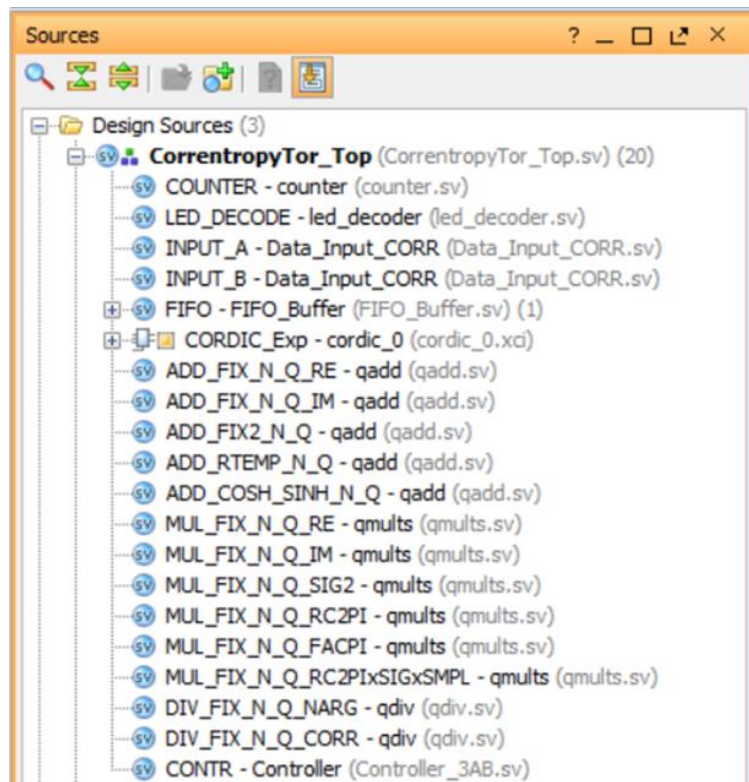 Sources ? _ ×
Design Sources (3)
CorrentropyTor_Top (CorrentropyTor_Top.sv) (20)
COUNTER - counter (counter.sv)
LED_DECODE - led_decoder (led_decoder.sv)
INPUT_A - Data_Input_CORR (Data_Input_CORR.sv)
INPUT_B - Data_Input_CORR (Data_Input_CORR.sv)
FIFO - FIFO_Buffer (FIFO_Buffer.sv) (1)
CORDIC_Exp - cordic_0 (cordic_0.xci)
ADD_FIX_N_Q_RE - qadd (qadd.sv)
ADD_FIX_N_Q_IM - qadd (qadd.sv)
ADD_FIX2_N_Q - qadd (qadd.sv)
ADD_RTEMP_N_Q - qadd (qadd.sv)
ADD_COSH_SINH_N_Q - qadd (qadd.sv)
MUL_FIX_N_Q_RE - qmults (qmults.sv)
MUL_FIX_N_Q_IM - qmults (qmults.sv)
MUL_FIX_N_Q_SIG2 - qmults (qmults.sv)
MUL_FIX_N_Q_RC2PI - qmults (qmults.sv)
MUL_FIX_N_Q_FACPI - qmults (qmults.sv)
MUL_FIX_N_Q_RC2PIxSIGxSMPL - qmults (qmults.sv)
DIV_FIX_N_Q_NARG - qdiv (qdiv.sv)
DIV_FIX_N_Q_CORR - qdiv (qdiv.sv)
CONTR - Controller (Controller_3AB.sv)